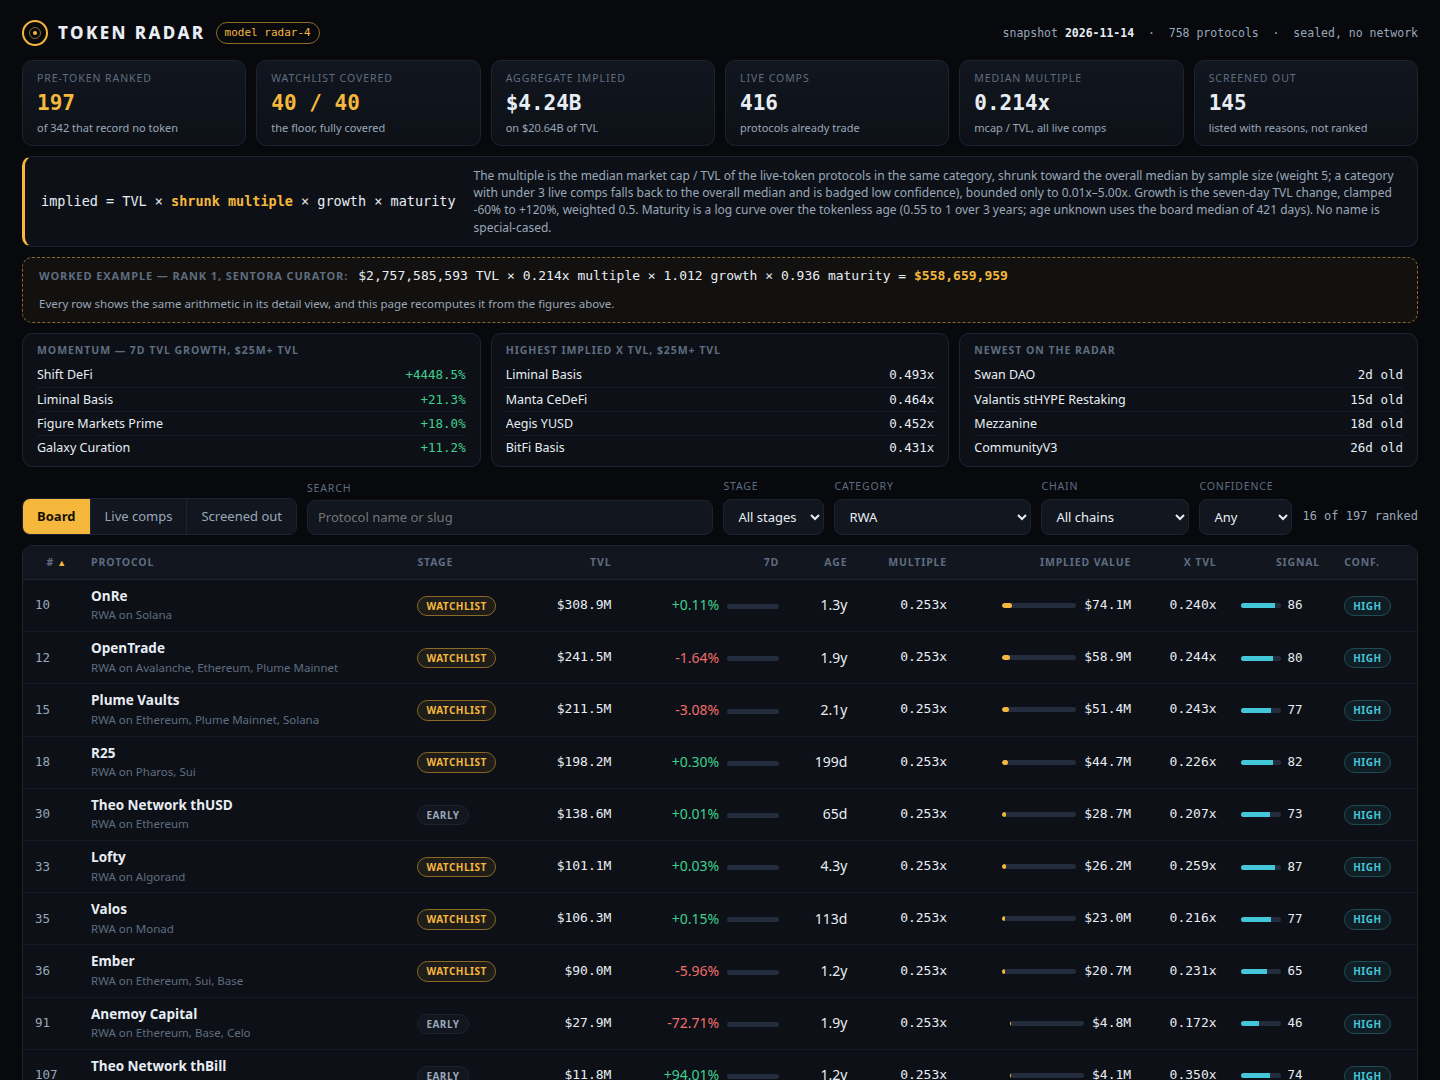 TOKEN RADAR model radar-4
snapshot 2026-11-14 · 758 protocols · sealed, no network
PRE-TOKEN RANKED
197
of 342 that record no token
WATCHLIST COVERED
40 / 40
the floor, fully covered
AGGREGATE IMPLIED
$4.24B
on $20.64B of TVL
LIVE COMPS
416
protocols already trade
MEDIAN MULTIPLE
0.214x
mcap / TVL, all live comps
SCREENED OUT
145
listed with reasons, not ranked
implied = TVL × shrunk multiple × growth × maturity
The multiple is the median market cap / TVL of the live-token protocols in the same category, shrunk toward the overall median by sample size (weight 5; a category
with under 3 live comps falls back to the overall median and is badged low confidence), bounded only to 0.01x–5.00x. Growth is the seven-day TVL change, clamped
-60% to +120%, weighted 0.5. Maturity is a log curve over the tokenless age (0.55 to 1 over 3 years; age unknown uses the board median of 421 days). No name is
special-cased.
WORKED EXAMPLE — RANK 1, SENTORA CURATOR: $2,757,585,593 TVL × 0.214x multiple × 1.012 growth × 0.936 maturity = $558,659,959
Every row shows the same arithmetic in its detail view, and this page recomputes it from the figures above.
MOMENTUM — 7D TVL GROWTH, $25M+ TVL
Shift DeFi +4448.5%
Liminal Basis +21.3%
Figure Markets Prime +18.0%
Galaxy Curation +11.2%
HIGHEST IMPLIED X TVL, $25M+ TVL
Liminal Basis 0.493x
Manta CeDeFi 0.464x
Aegis YUSD 0.452x
BitFi Basis 0.431x
NEWEST ON THE RADAR
Swan DAO 2d old
Valantis stHYPE Restaking 15d old
Mezzanine 18d old
CommunityV3 26d old
Board Live comps Screened out
SEARCH
Protocol name or slug
STAGE
All stages
CATEGORY
RWA
CHAIN
All chains
CONFIDENCE
Any
16 of 197 ranked
# ▲ PROTOCOL STAGE TVL 7D AGE MULTIPLE IMPLIED VALUE X TVL SIGNAL CONF.
10 OnRe WATCHLIST $308.9M +0.11% 1.3y 0.253x $74.1M 0.240x 86 HIGH
RWA on Solana
12 OpenTrade WATCHLIST $241.5M -1.64% 1.9y 0.253x $58.9M 0.244x 80 HIGH
RWA on Avalanche, Ethereum, Plume Mainnet
15 Plume Vaults WATCHLIST $211.5M -3.08% 2.1y 0.253x $51.4M 0.243x 77 HIGH
RWA on Ethereum, Plume Mainnet, Solana
18 R25 WATCHLIST $198.2M +0.30% 199d 0.253x $44.7M 0.226x 82 HIGH
RWA on Pharos, Sui
30 Theo Network thUSD EARLY $138.6M +0.01% 65d 0.253x $28.7M 0.207x 73 HIGH
RWA on Ethereum
33 Lofty WATCHLIST $101.1M +0.03% 4.3y 0.253x $26.2M 0.259x 87 HIGH
RWA on Algorand
35 Valos WATCHLIST $106.3M +0.15% 113d 0.253x $23.0M 0.216x 77 HIGH
RWA on Monad
36 Ember WATCHLIST $90.0M -5.96% 1.2y 0.253x $20.7M 0.231x 65 HIGH
RWA on Ethereum, Sui, Base
91 Anemoy Capital EARLY $27.9M -72.71% 1.9y 0.253x $4.8M 0.172x 46 HIGH
RWA on Ethereum, Base, Celo
107 Theo Network thBill EARLY $11.8M +94.01% 1.2y 0.253x $4.1M 0.350x 74 HIGH